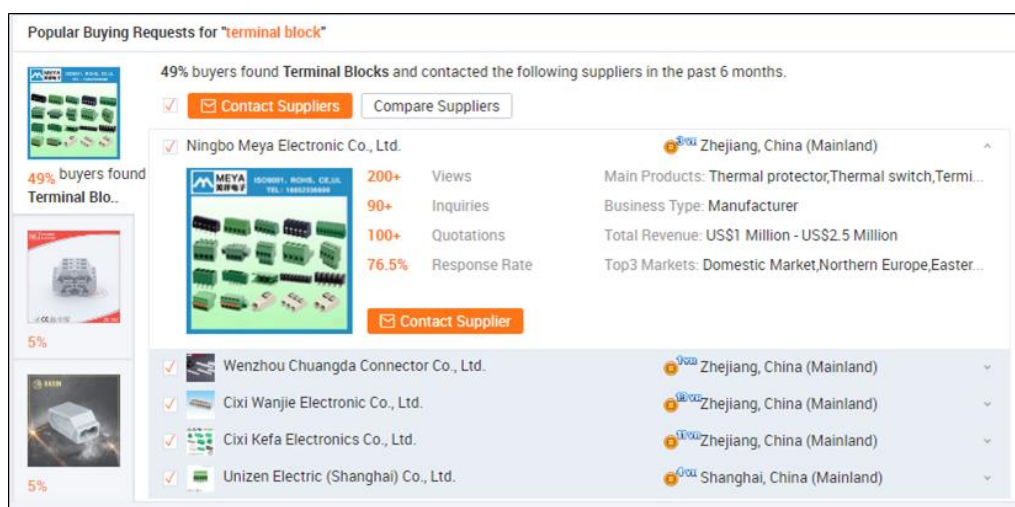 Popular Buying Requests for "terminal block"
49% buyers found Terminal Blocks and contacted the following suppliers in the past 6 months.
Contact Suppliers
Compare Suppliers
49% buyers found
Terminal Blo..
5%
5%
Ningbo Meya Electronic Co., Ltd.
Zhejiang, China (Mainland)
MEYA ISO9001, ROHS, CE,UL
美祥电子
200+ Views
90+ Inquiries
100+ Quotations
76.5% Response Rate
Main Products: Thermal protector,Thermal switch,Termi...
Business Type: Manufacturer
Total Revenue: US$1 Million - US$2.5 Million
Top3 Markets: Domestic Market,Northern Europe,Easter...
Contact Supplier
Wenzhou Chuangda Connector Co., Ltd. Zhejiang, China (Mainland)
Cixi Wanjie Electronic Co., Ltd. Zhejiang, China (Mainland)
Cixi Kefa Electronics Co., Ltd. Zhejiang, China (Mainland)
Unizen Electric (Shanghai) Co., Ltd. Shanghai, China (Mainland)